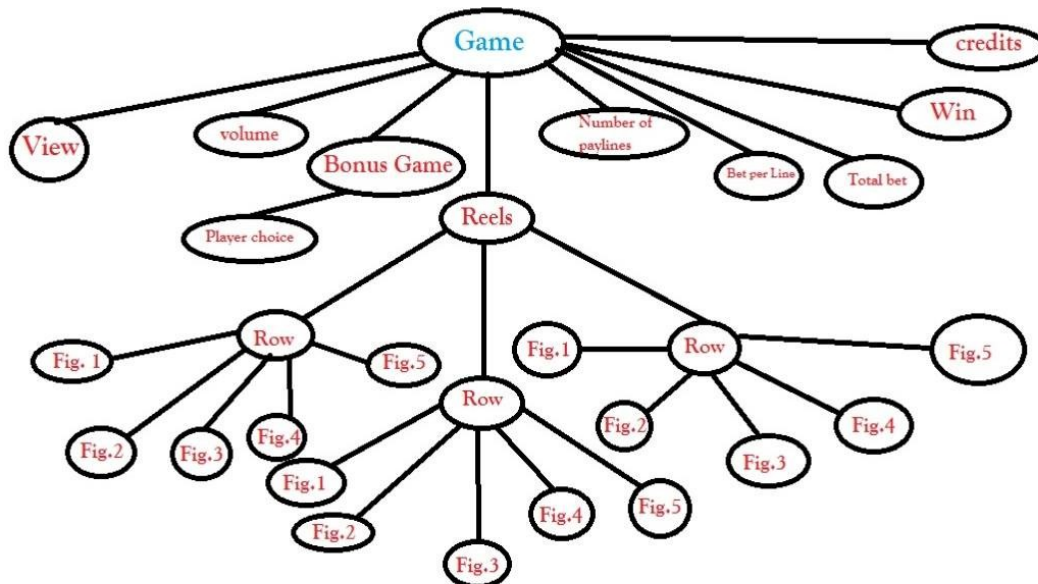 Game
credits
View
volume
Bonus Game
Number of
paylines
Win
Bet per Line
Total bet
Player choice
Reels
Row
Fig. 1
Fig.2
Fig.3
Fig.4
Fig.5
Row
Fig.1
Fig.2
Fig.3
Fig.4
Fig.5
Row
Fig.1
Fig.2
Fig.3
Fig.4
Fig.5